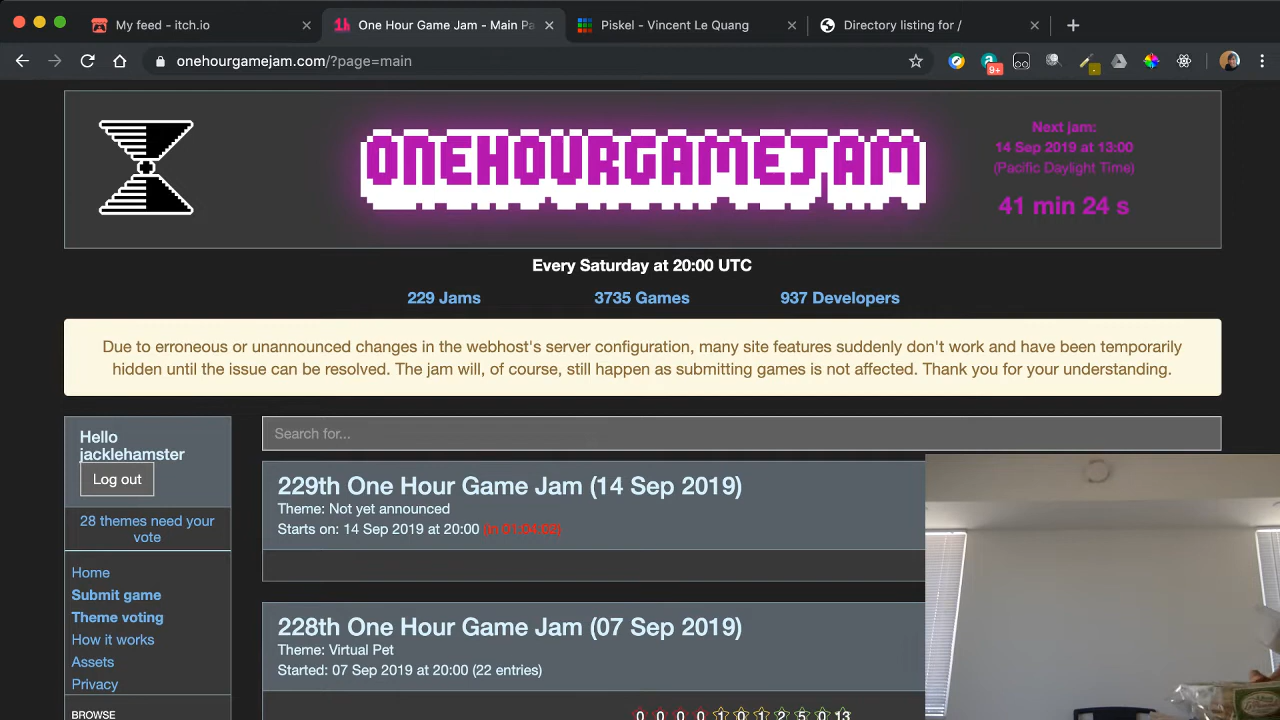 My feed - itch.io
One Hour Game Jam - Main Pa
Piskel - Vincent Le Quang
Directory listing for /
onehourgamejam.com/?page=main
9+
ONEHOURGAMEJAM
Next jam:
14 Sep 2019 at 13:00
(Pacific Daylight Time)
41 min 24 s
Every Saturday at 20:00 UTC
229 Jams
3735 Games
937 Developers
Due to erroneous or unannounced changes in the webhost's server configuration, many site features suddenly don't work and have been temporarily
hidden until the issue can be resolved. The jam will, of course, still happen as submitting games is not affected. Thank you for your understanding.
Hello
jacklehamster
Log out
28 themes need your
vote
Home
Submit game
Theme voting
How it works
Assets
Privacy
BROWSE
Search for...
229th One Hour Game Jam (14 Sep 2019)
Theme: Not yet announced
Starts on: 14 Sep 2019 at 20:00
228th One Hour Game Jam (07 Sep 2019)
Theme: Virtual Pet
Started: 07 Sep 2019 at 20:00 (22 entries)